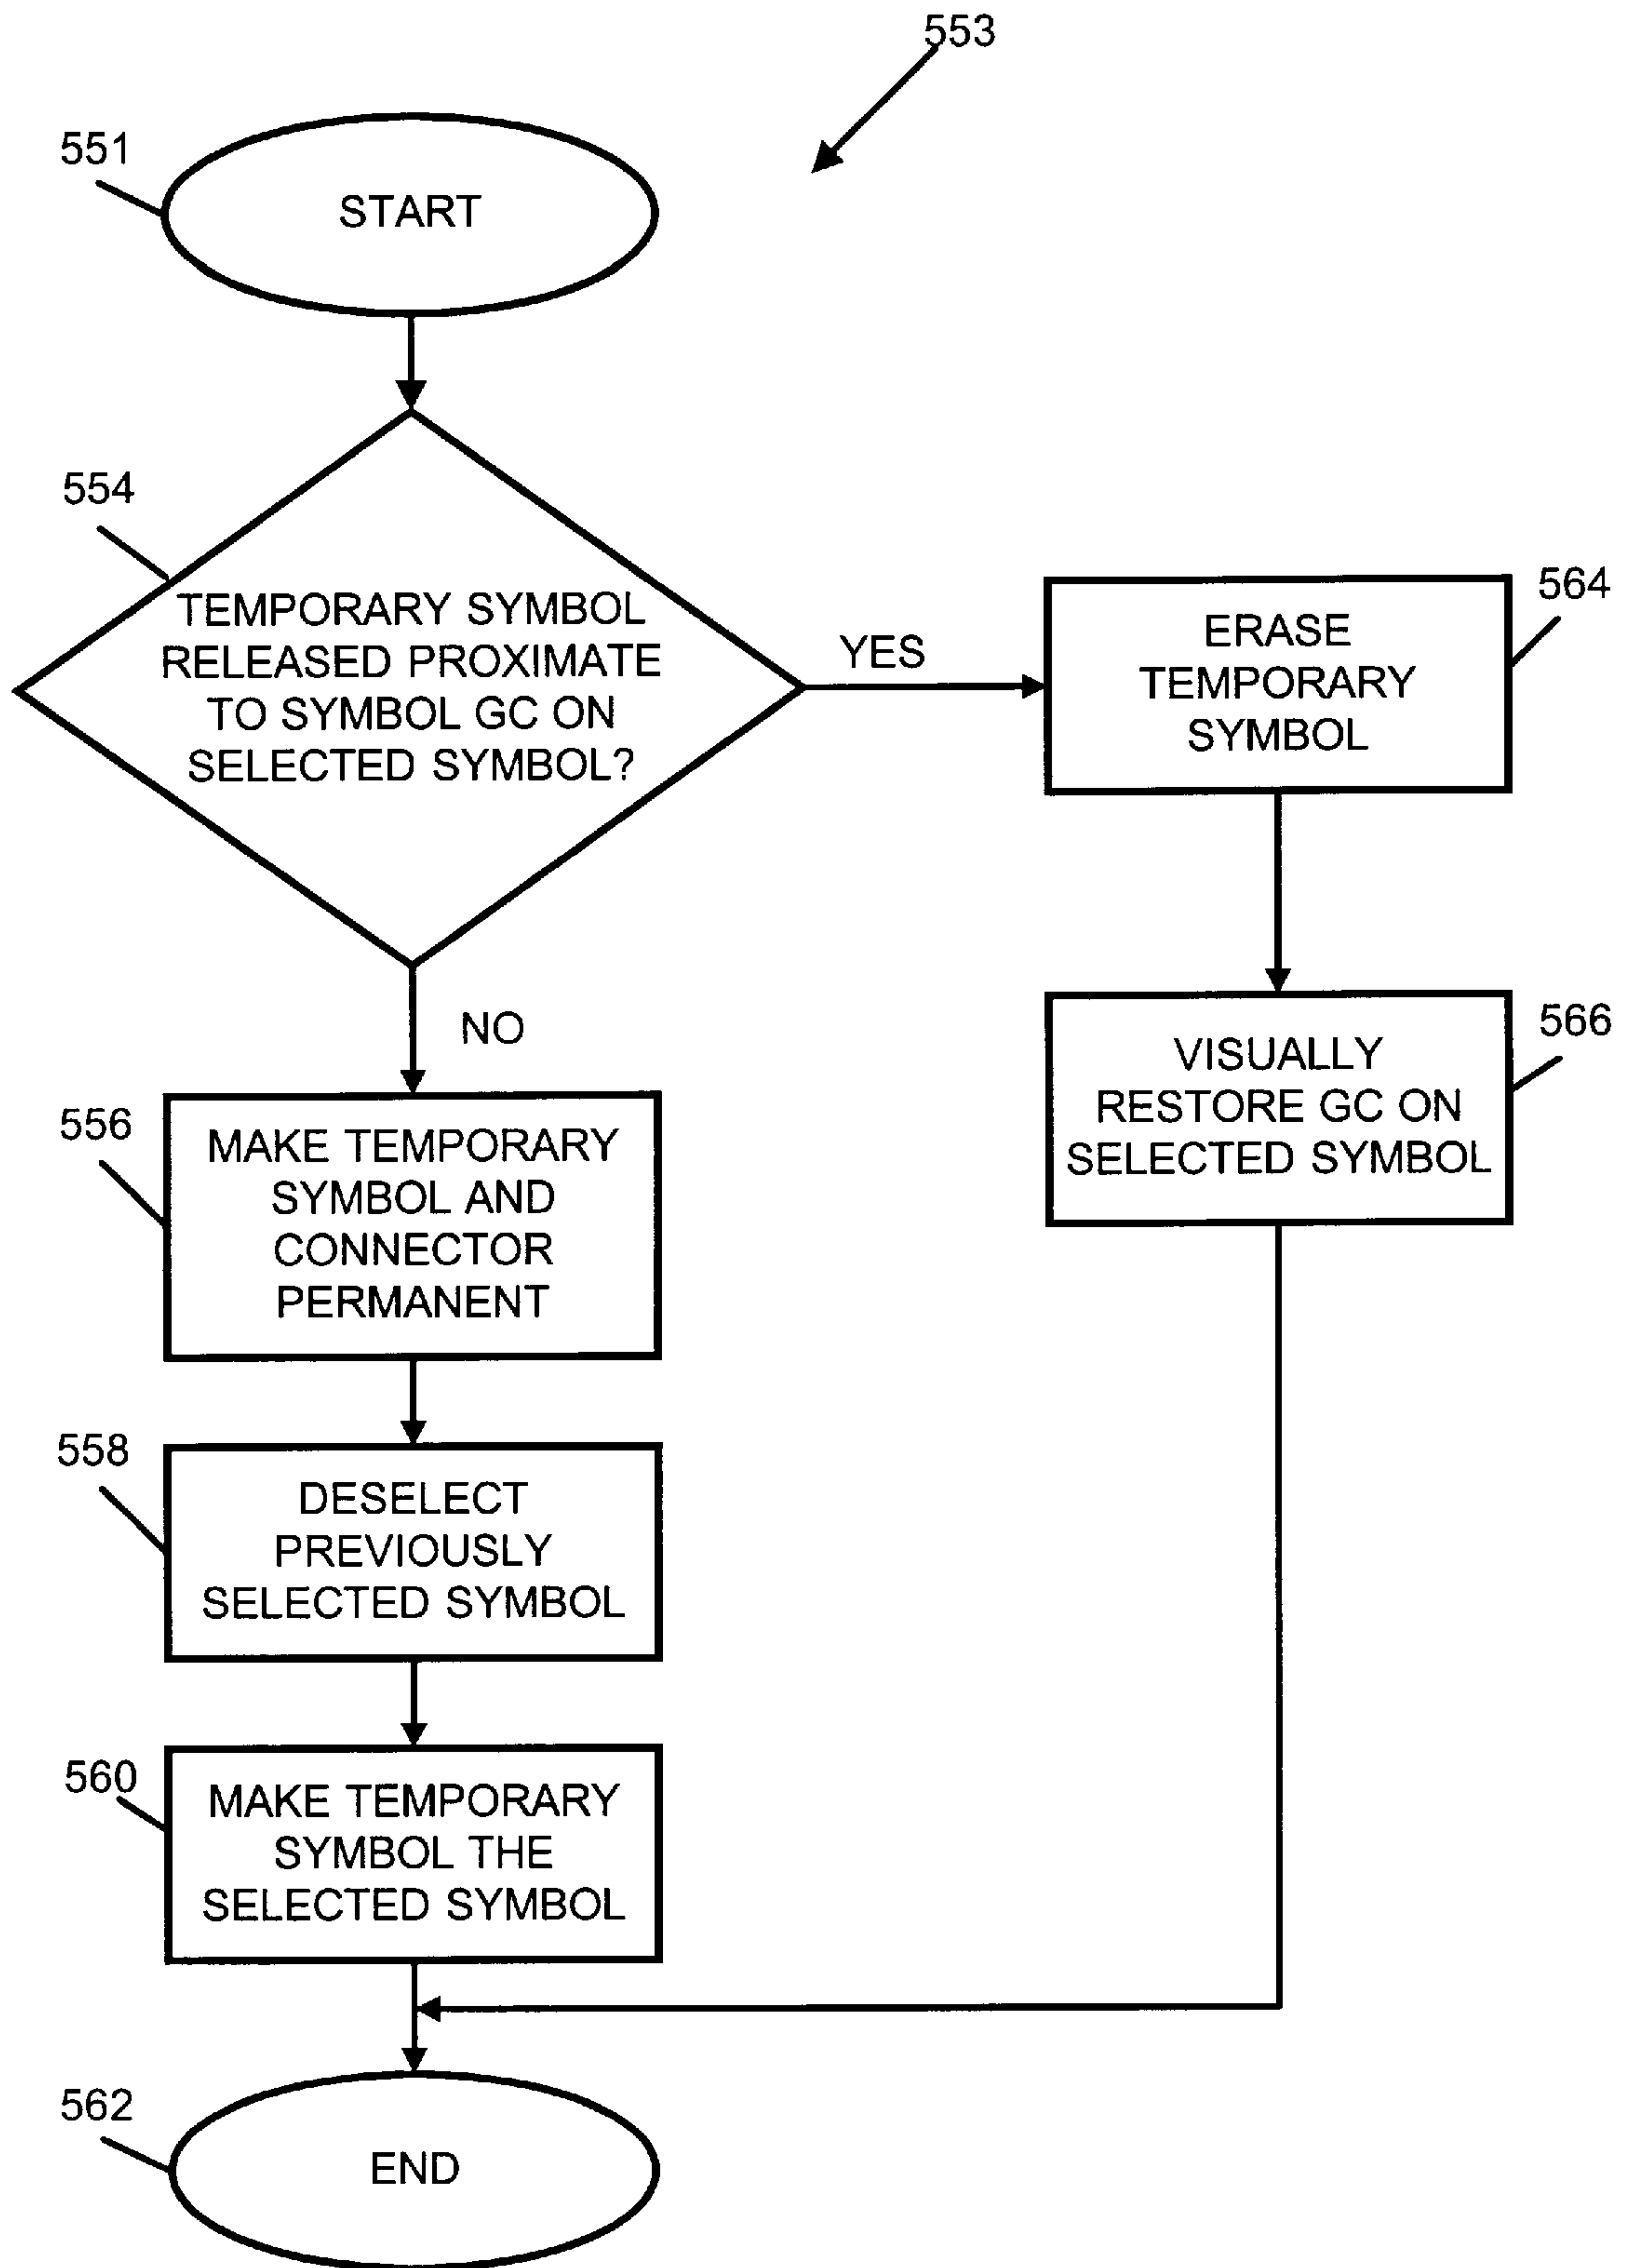 553
551
START
554
TEMPORARY SYMBOL
RELEASED PROXIMATE
TO SYMBOL GC ON
SELECTED SYMBOL?
YES
564
ERASE
TEMPORARY
SYMBOL
NO
566
VISUALLY
RESTORE GC ON
SELECTED SYMBOL
556
MAKE TEMPORARY
SYMBOL AND
CONNECTOR
PERMANENT
558
DESELECT
PREVIOUSLY
SELECTED SYMBOL
560
MAKE TEMPORARY
SYMBOL THE
SELECTED SYMBOL
562
END